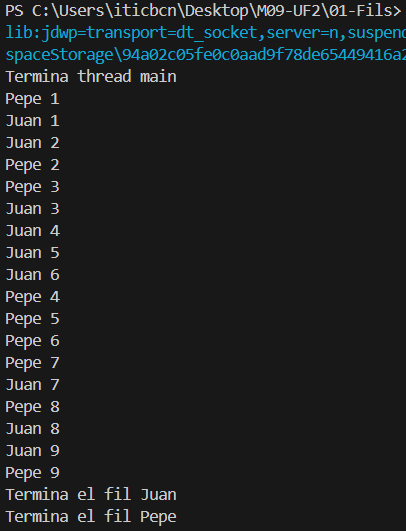 PS C:\Users\iticbcn\Desktop\M09-UF2\01-Fils>
lib:jdwp=transport=dt_socket,server=n,suspend
spaceStorage\94a02c05fe0c0aad9f78de65449416a2
Termina thread main
Pepe 1
Juan 1
Juan 2
Pepe 2
Pepe 3
Juan 3
Juan 4
Juan 5
Juan 6
Pepe 4
Pepe 5
Pepe 6
Pepe 7
Juan 7
Pepe 8
Juan 8
Juan 9
Pepe 9
Termina el fil Juan
Termina el fil Pepe